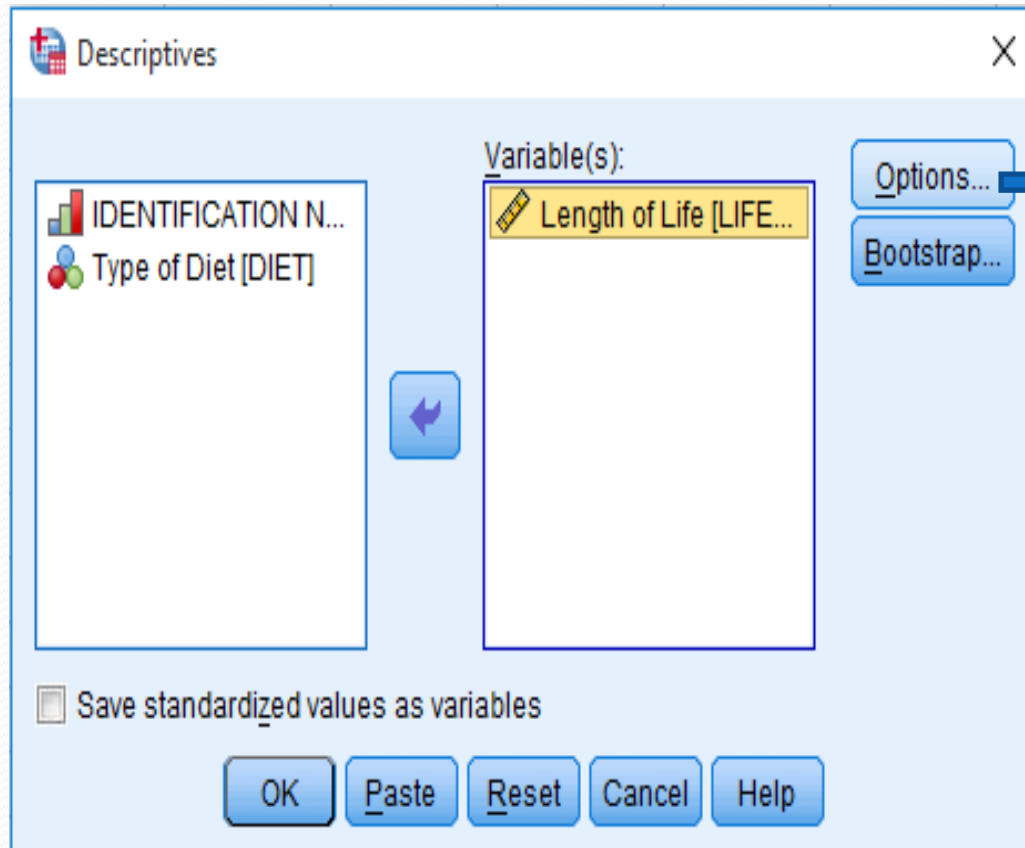 Descriptives
Variable(s):
IDENTIFICATION N...
Type of Diet [DIET]
Length of Life [LIFE...
Options...
Bootstrap...
Save standardized values as variables
OK
Paste
Reset
Cancel
Help